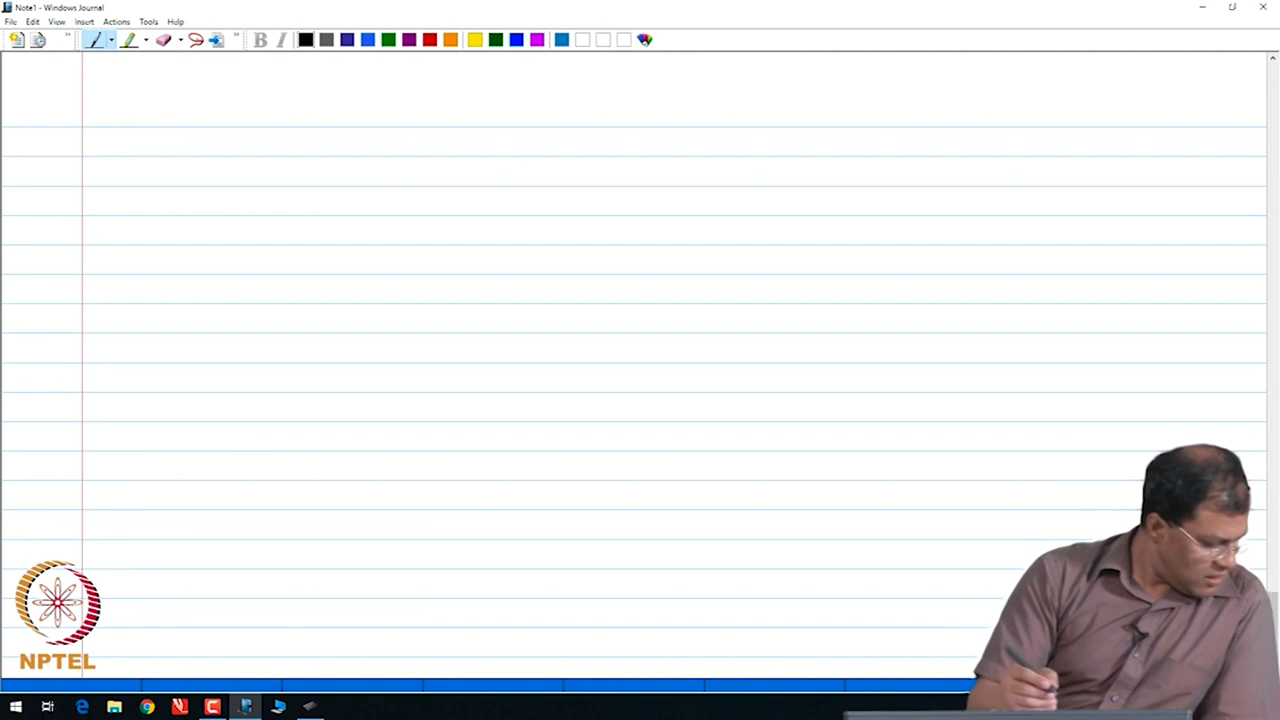 Note1 - Windows Journal
File Edit View Insert Actions Tools Help
B I
NPTEL